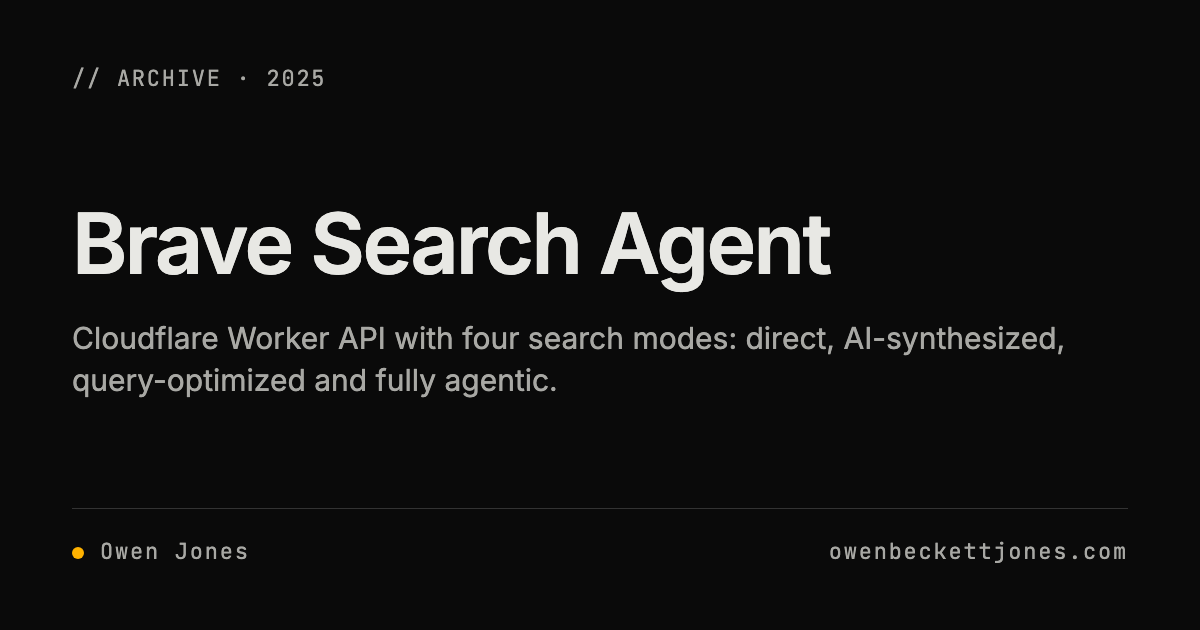 // ARCHIVE · 2025
Brave Search Agent
Cloudflare Worker API with four search modes: direct, AI-synthesized,
query-optimized and fully agentic.
Owen Jones
owenbeckettjones.com